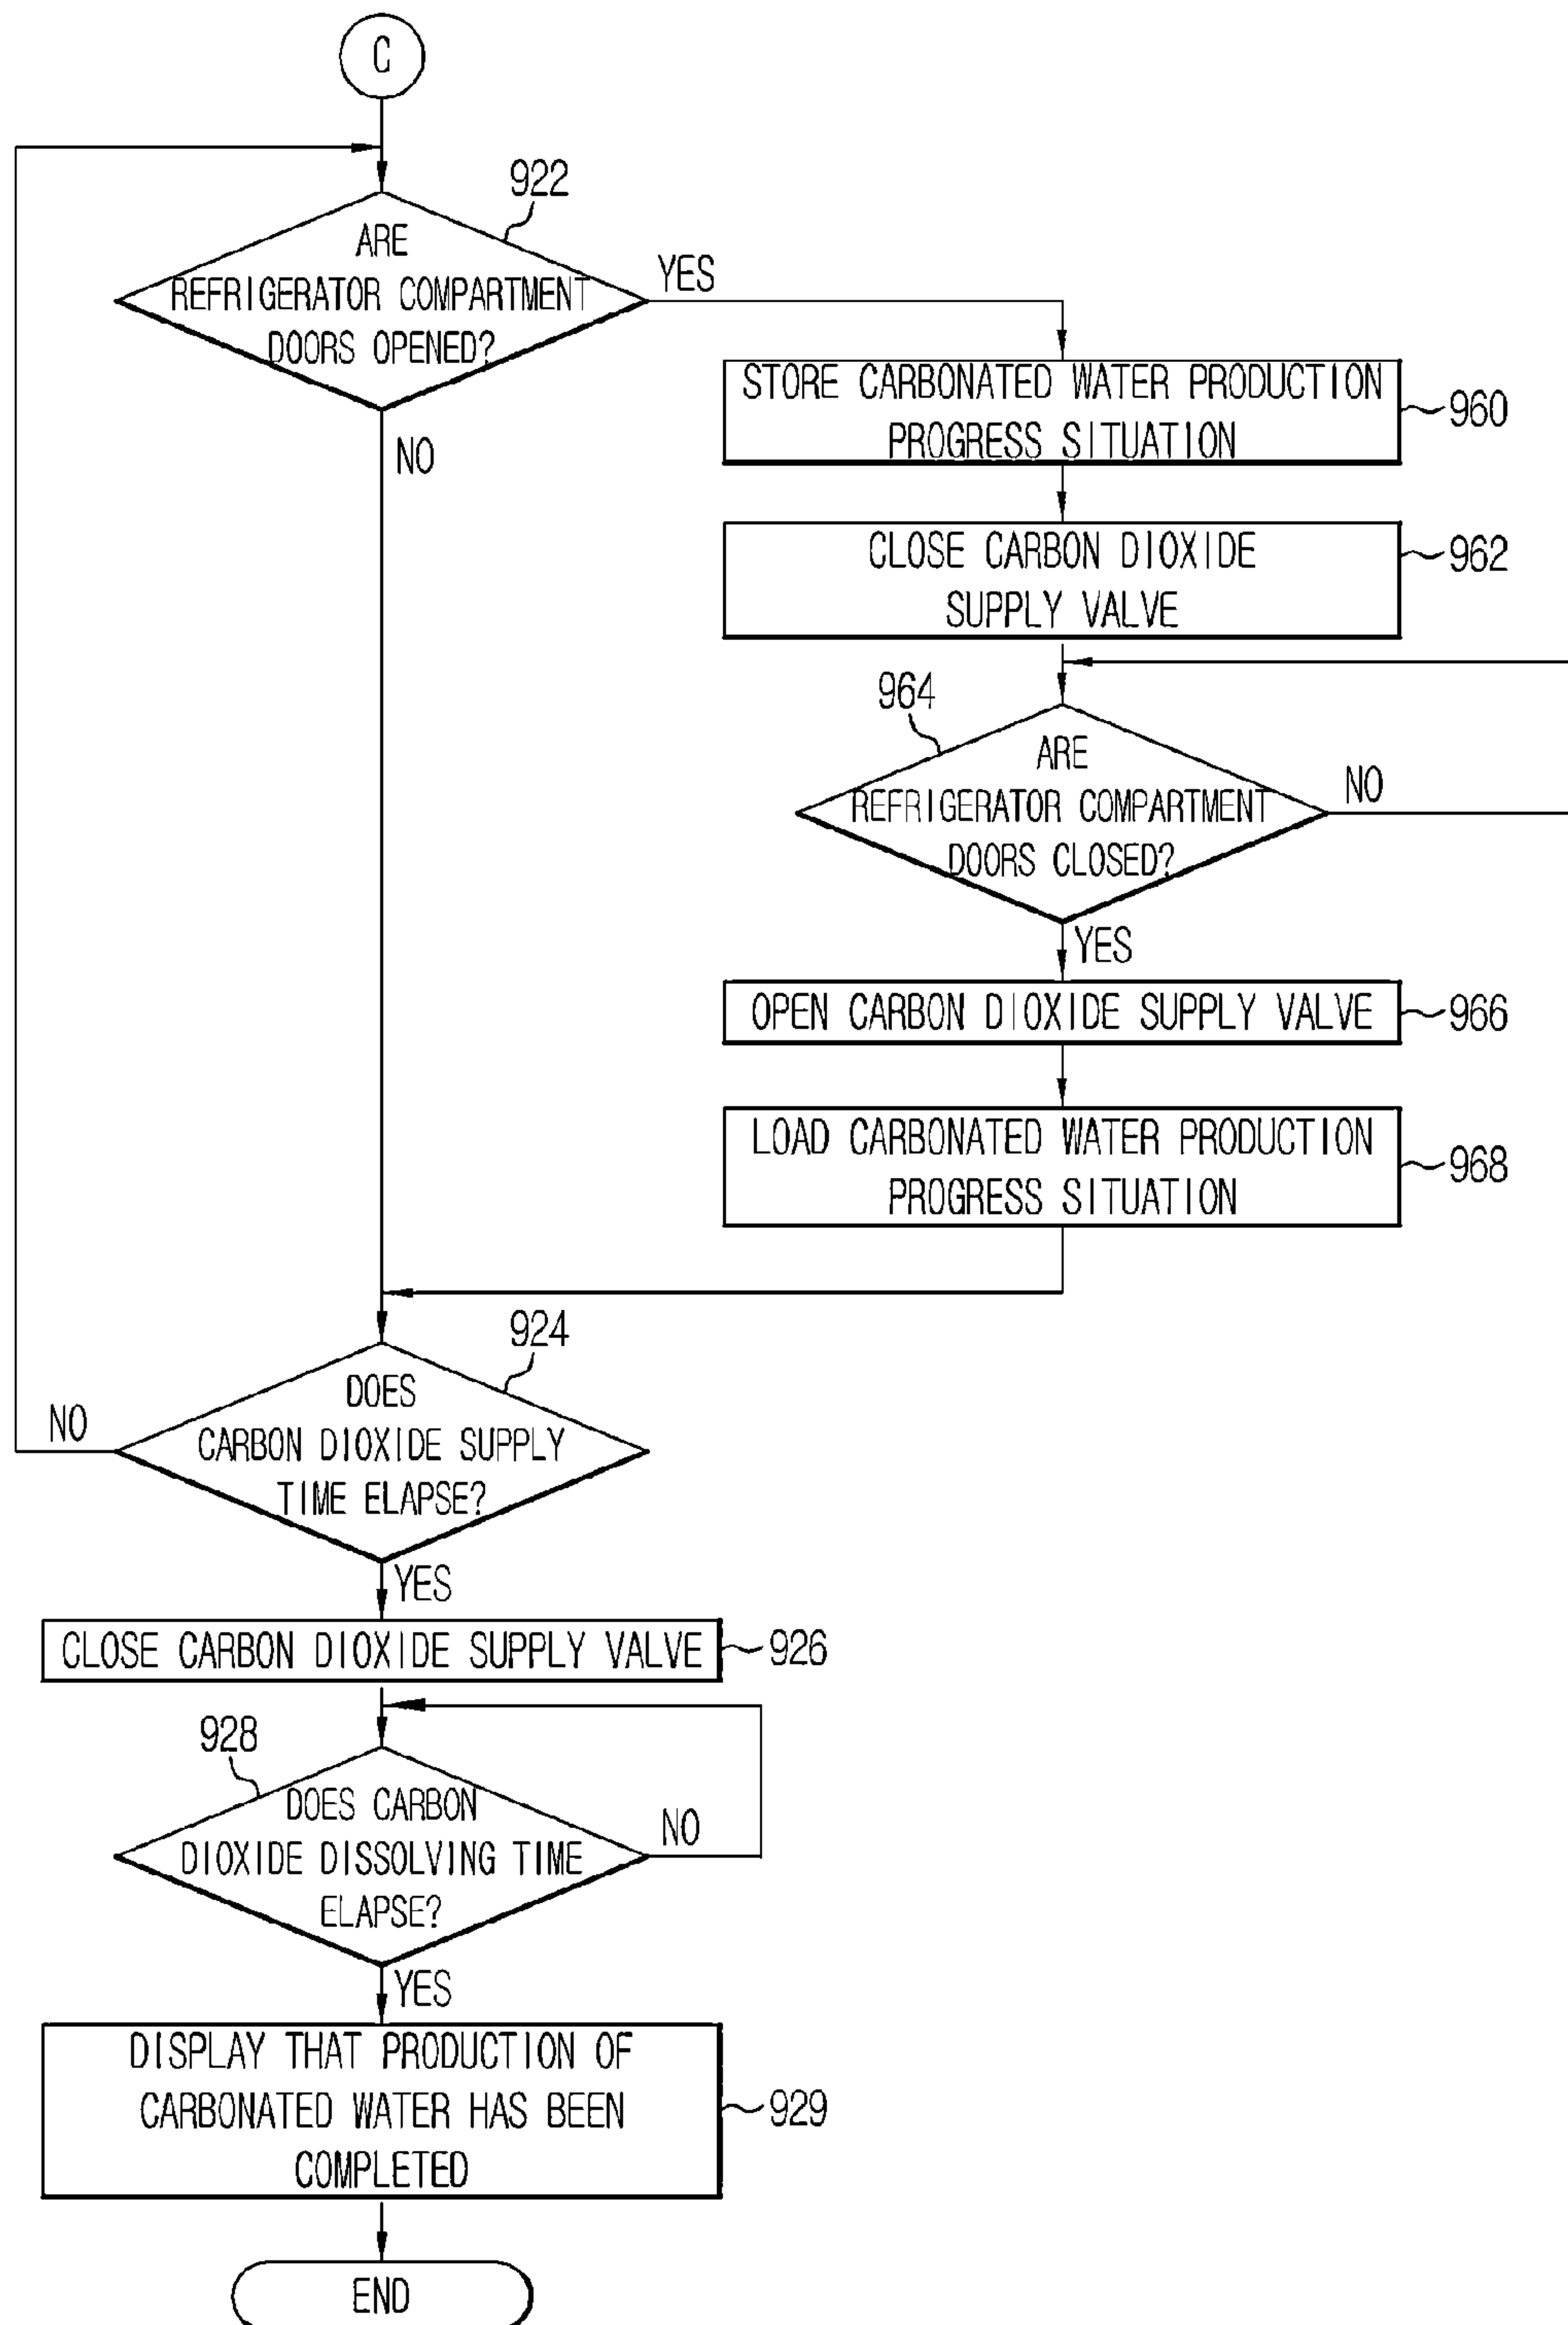 C
922
ARE
REFRIGERATOR COMPARTMENT
DOORS OPENED?
YES
NO
STORE CARBONATED WATER PRODUCTION
PROGRESS SITUATION
960
CLOSE CARBON DIOXIDE
SUPPLY VALVE
962
964
ARE
REFRIGERATOR COMPARTMENT
DOORS CLOSED?
NO
YES
OPEN CARBON DIOXIDE SUPPLY VALVE
966
LOAD CARBONATED WATER PRODUCTION
PROGRESS SITUATION
968
924
DOES
CARBON DIOXIDE SUPPLY
TIME ELAPSE?
NO
YES
CLOSE CARBON DIOXIDE SUPPLY VALVE
926
928
DOES CARBON
DIOXIDE DISSOLVING TIME
ELAPSE?
NO
YES
DISPLAY THAT PRODUCTION OF
CARBONATED WATER HAS BEEN
COMPLETED
929
END